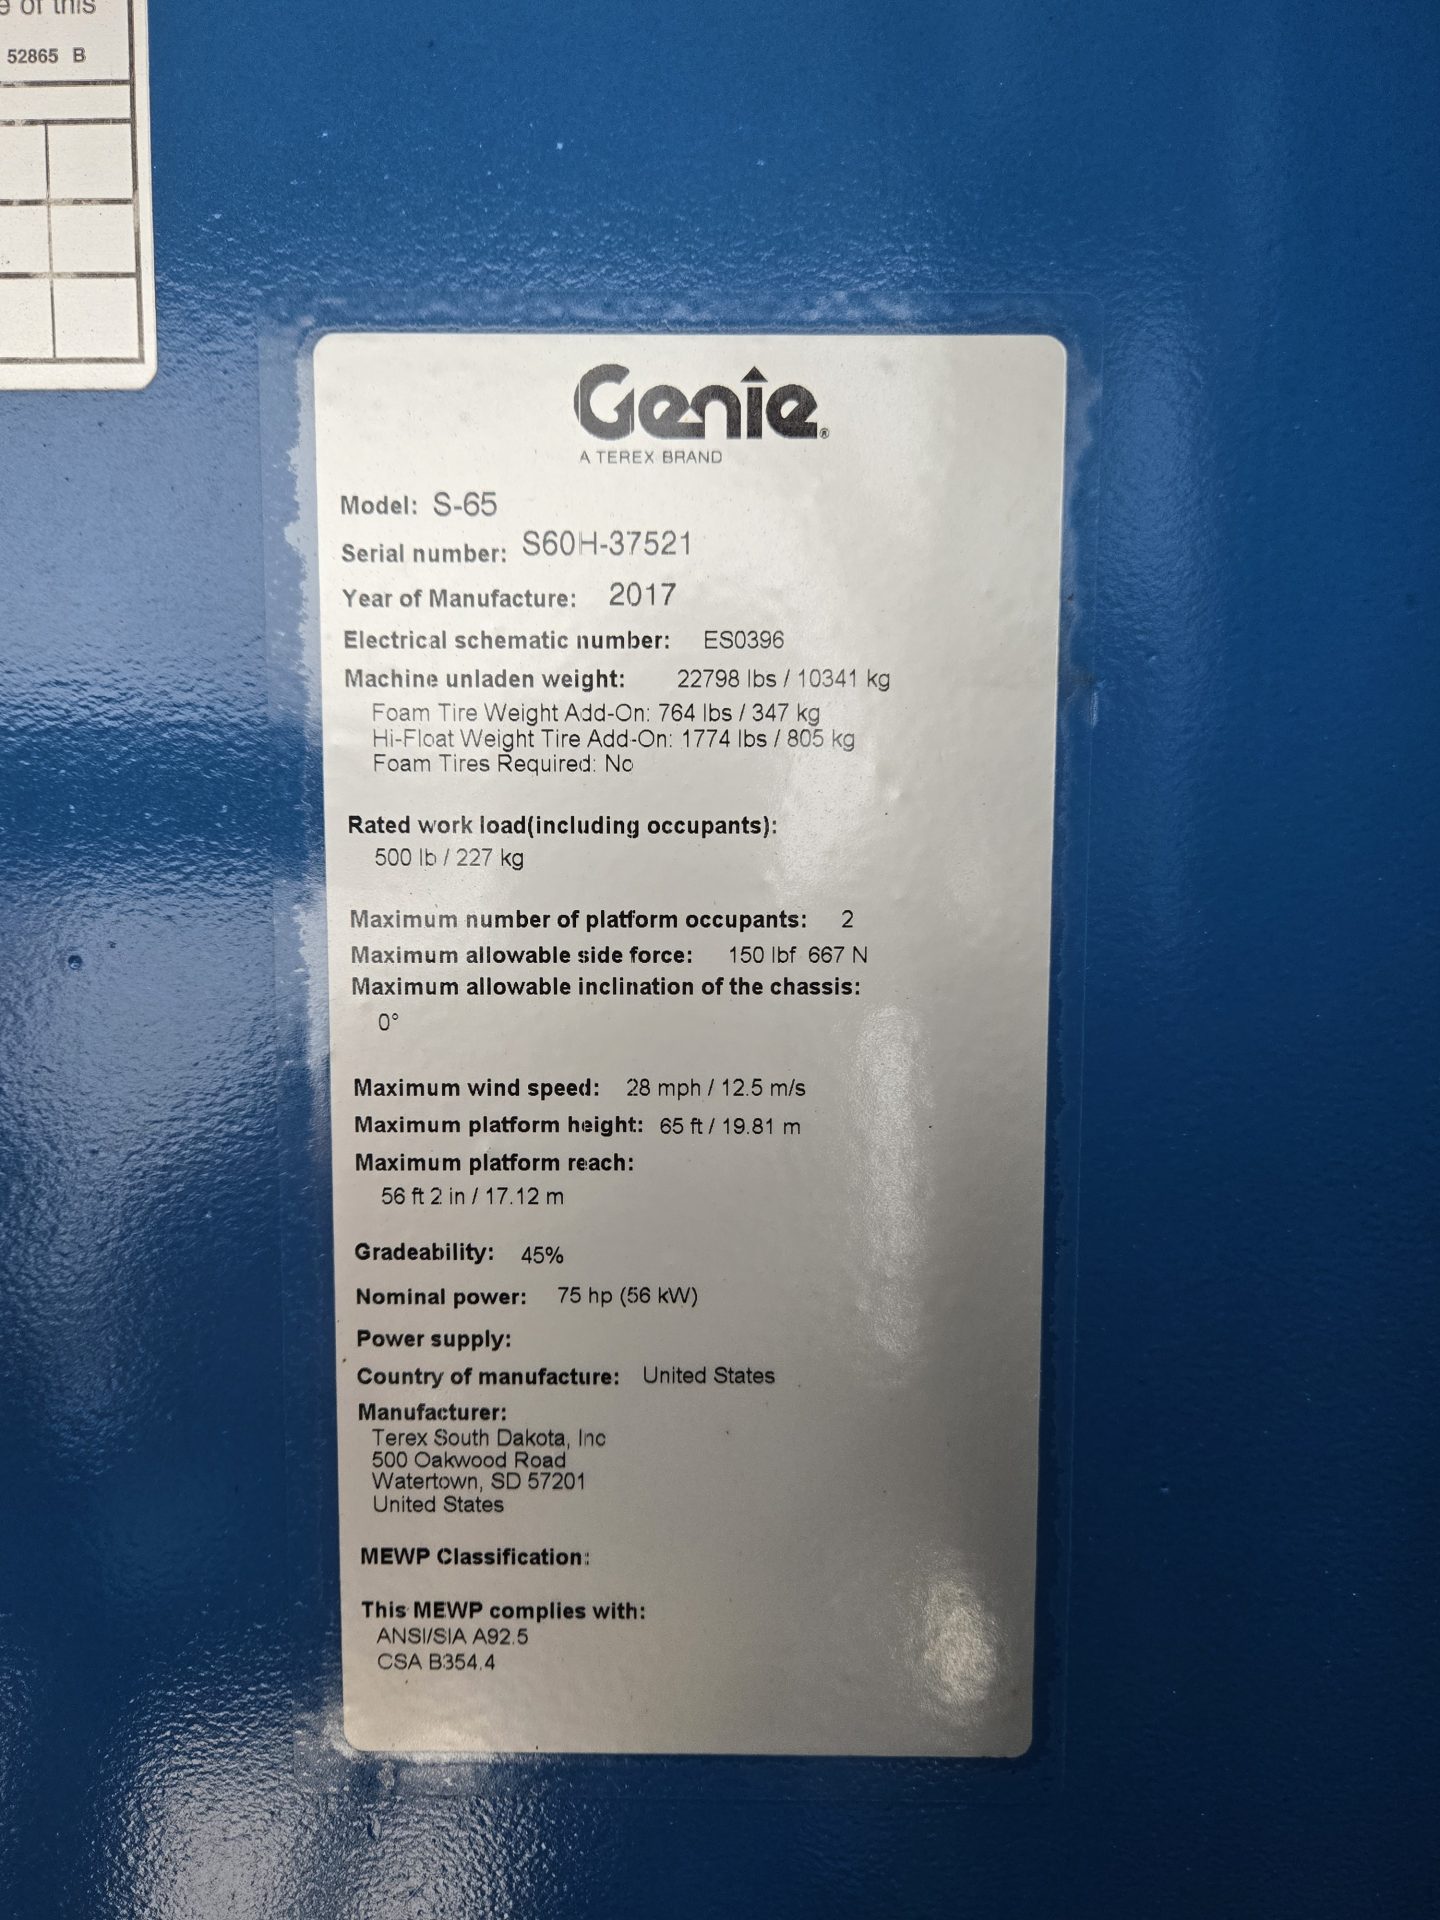 e of this
52865 B
Genie®
A TEREX BRAND
Model: S-65
Serial number: S60H-37521
Year of Manufacture: 2017
Electrical schematic number: ES0396
Machine unladen weight: 22798 lbs / 10341 kg
Foam Tire Weight Add-On: 764 lbs / 347 kg
Hi-Float Weight Tire Add-On: 1774 lbs / 805 kg
Foam Tires Required: No
Rated work load(including occupants):
500 lb / 227 kg
Maximum number of platform occupants: 2
Maximum allowable side force: 150 lbf 667 N
Maximum allowable inclination of the chassis:
0°
Maximum wind speed: 28 mph / 12.5 m/s
Maximum platform height: 65 ft / 19.81 m
Maximum platform reach:
56 ft 2 in / 17.12 m
Gradeability: 45%
Nominal power: 75 hp (56 kW)
Power supply:
Country of manufacture: United States
Manufacturer:
Terex South Dakota, Inc
500 Oakwood Road
Watertown, SD 57201
United States
MEWP Classification:
This MEWP complies with:
ANSI/SIA A92.5
CSA B354.4